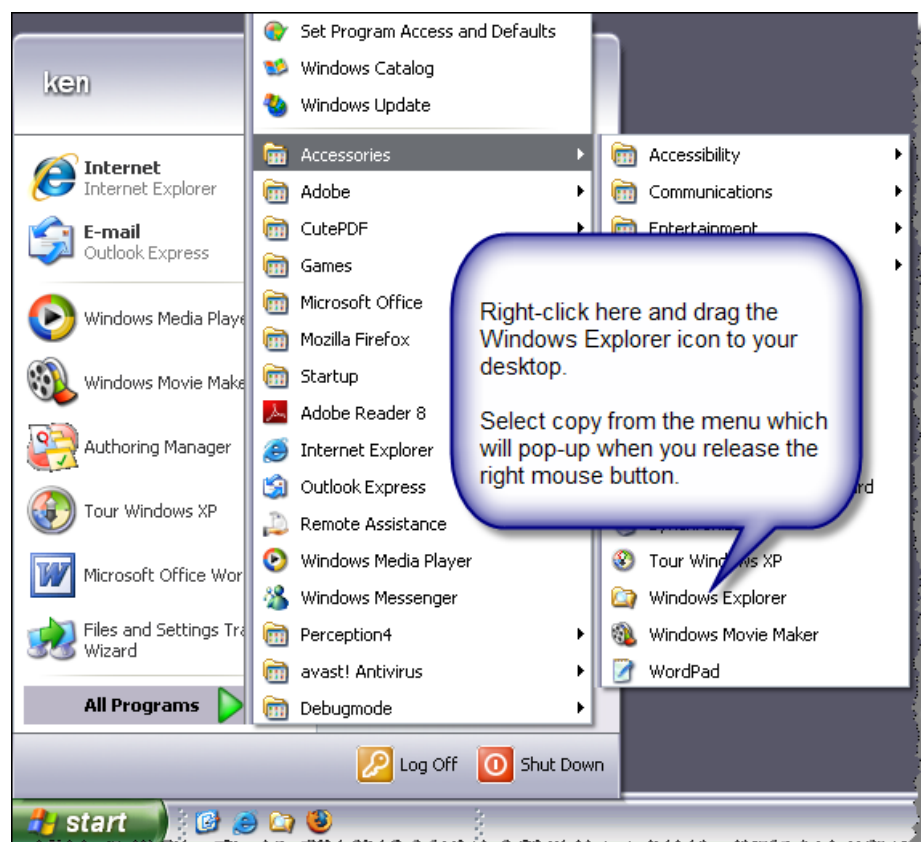 ken
Internet
Internet Explorer
E-mail
Outlook Express
Windows Media Playe
Windows Movie Make
Authoring Manager
Tour Windows XP
Microsoft Office Wor
Files and Settings Tra
Wizard
All Programs
Set Program Access and Defaults
Windows Catalog
Windows Update
Accessories
Adobe
CutePDF
Games
Microsoft Office
Mozilla Firefox
Startup
Adobe Reader 8
Internet Explorer
Outlook Express
Remote Assistance
Windows Media Player
Windows Messenger
Perception4
avast! Antivirus
Debugmode
Accessibility
Communications
Entertainment
Right-click here and drag the
Windows Explorer icon to your
desktop.
Select copy from the menu which
will pop-up when you release the
right mouse button.
Tour Windows XP
Windows Explorer
Windows Movie Maker
WordPad
Log Off
Shut Down
start